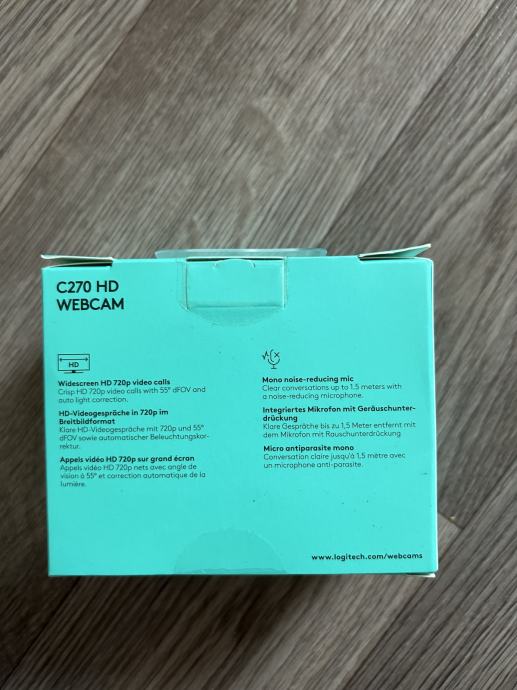 C270 HD
WEBCAM
HD
Widescreen HD 720p video calls
Crisp HD 720p video calls with 55° dFOV and
auto light correction.
HD-Videogespräche in 720p im
Breitbildformat
Klare HD-Videogespräche mit 720p und 55°
dFOV sowie automatischer Beleuchtungskor-
rektur.
Appels vidéo HD 720p sur grand écran
Appels vidéo HD 720p nets avec angle de
vision à 55° et correction automatique de la
lumière.
Mono noise-reducing mic
Clear conversations up to 1,5 meters with
a noise-reducing microphone.
Integriertes Mikrofon mit Geräuschunter-
drückung
Klare Gespräche bis zu 1,5 Meter entfernt mit
dem Mikrofon mit Rauschunterdrückung
Micro antiparasite mono
Conversation claire jusqu'à 1,5 mètre avec
un microphone anti-parasite.
www.logitech.com/webcams